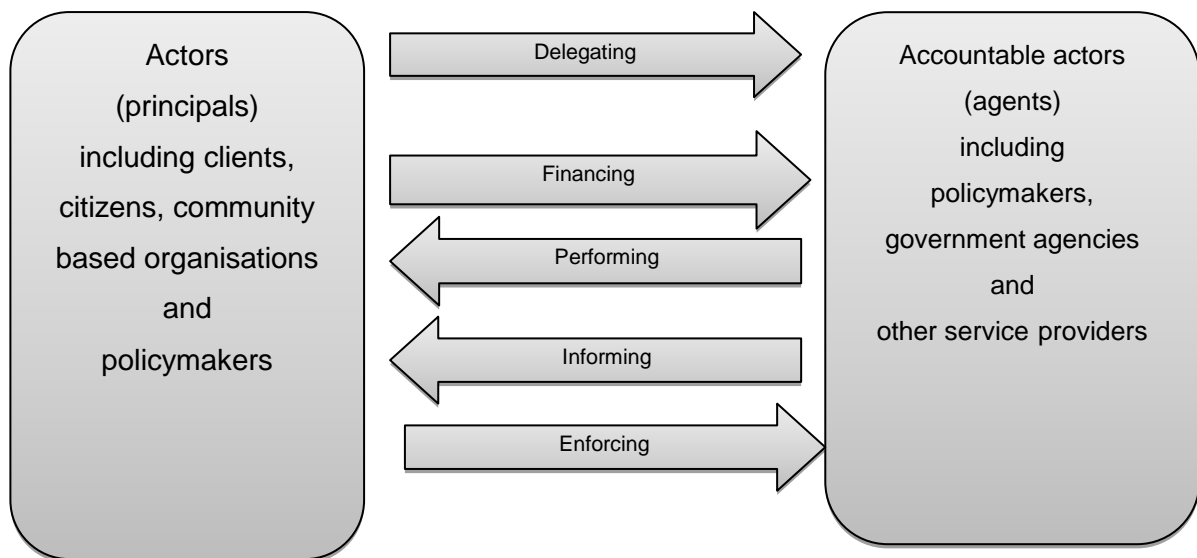 Actors
(principals)
including clients,
citizens, community
based organisations
and
policymakers
Delegating
Financing
Performing
Informing
Enforcing
Accountable actors
(agents)
including
policymakers,
government agencies
and
other service providers